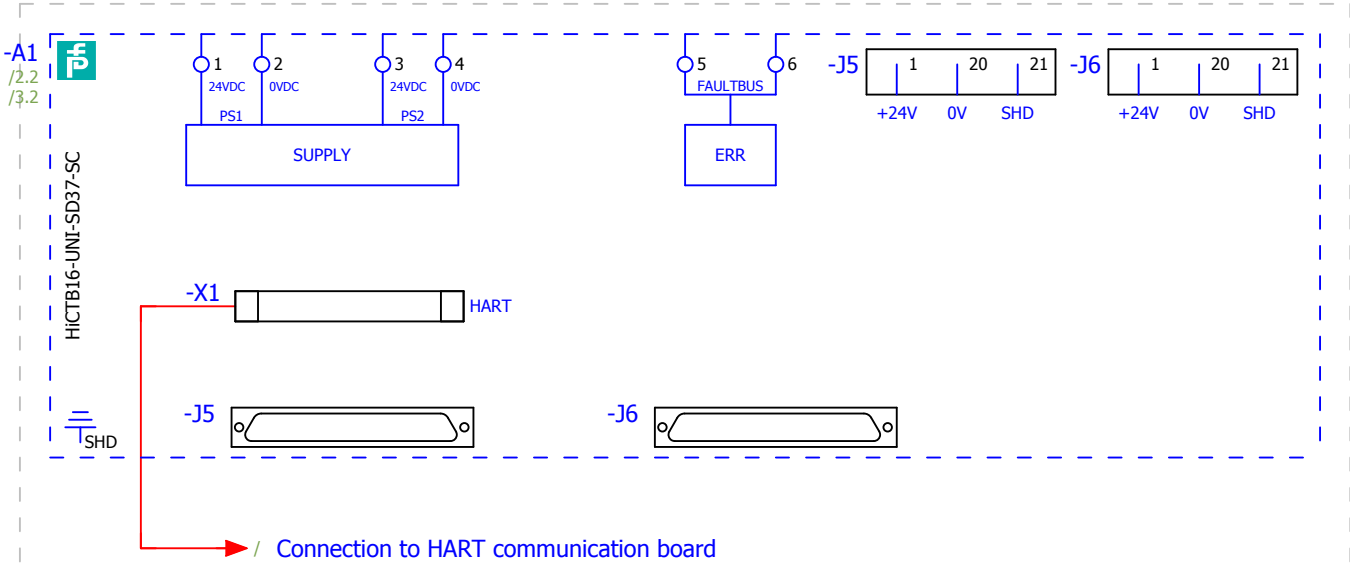 -A1
/2.2
/3.2
1
2
3
4
24VDC
0VDC
24VDC
0VDC
PS1
PS2
SUPPLY
5
6
FAULTBUS
ERR
-J5
1
20
21
+24V
0V
SHD
-J6
1
20
21
+24V
0V
SHD
HiCTB16-UNI-SD37-SC
-X1
HART
-J5
-J6
SHD
/ Connection to HART communication board